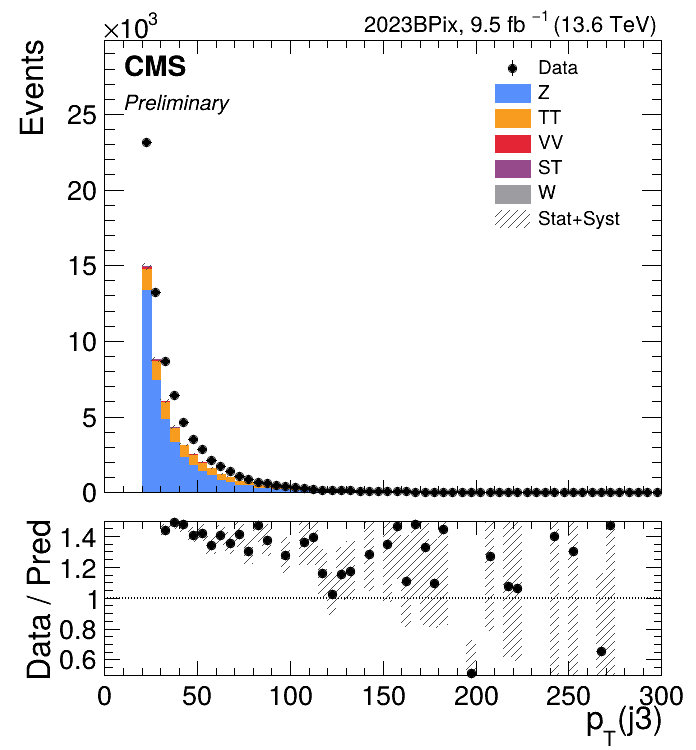 ×10³
2023BPix, 9.5 fb⁻¹ (13.6 TeV)
CMS
Preliminary
Events
Data
Z
TT
VV
ST
W
Stat+Syst
25
20
15
10
5
0
Data / Pred
1.4
1.2
1
0.8
0.6
0 50 100 150 200 250 300
p_T(j3)